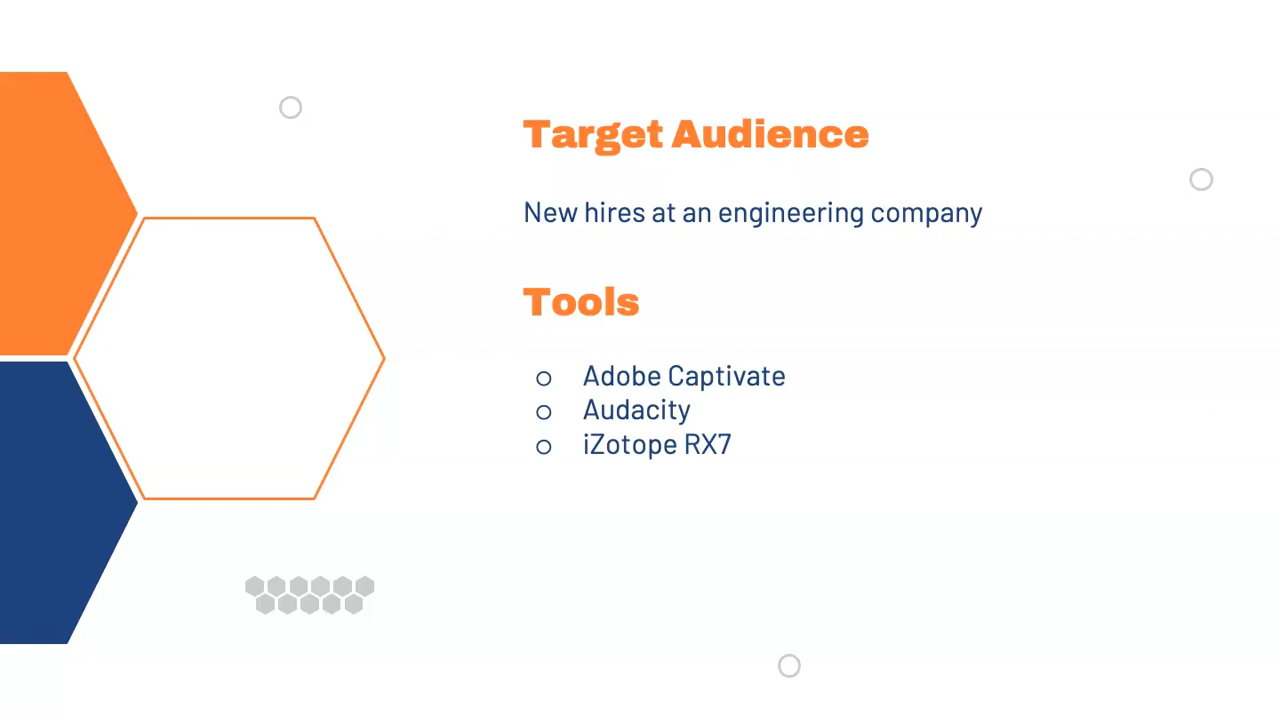 Target Audience
New hires at an engineering company
Tools
Adobe Captivate
Audacity
iZotope RX7